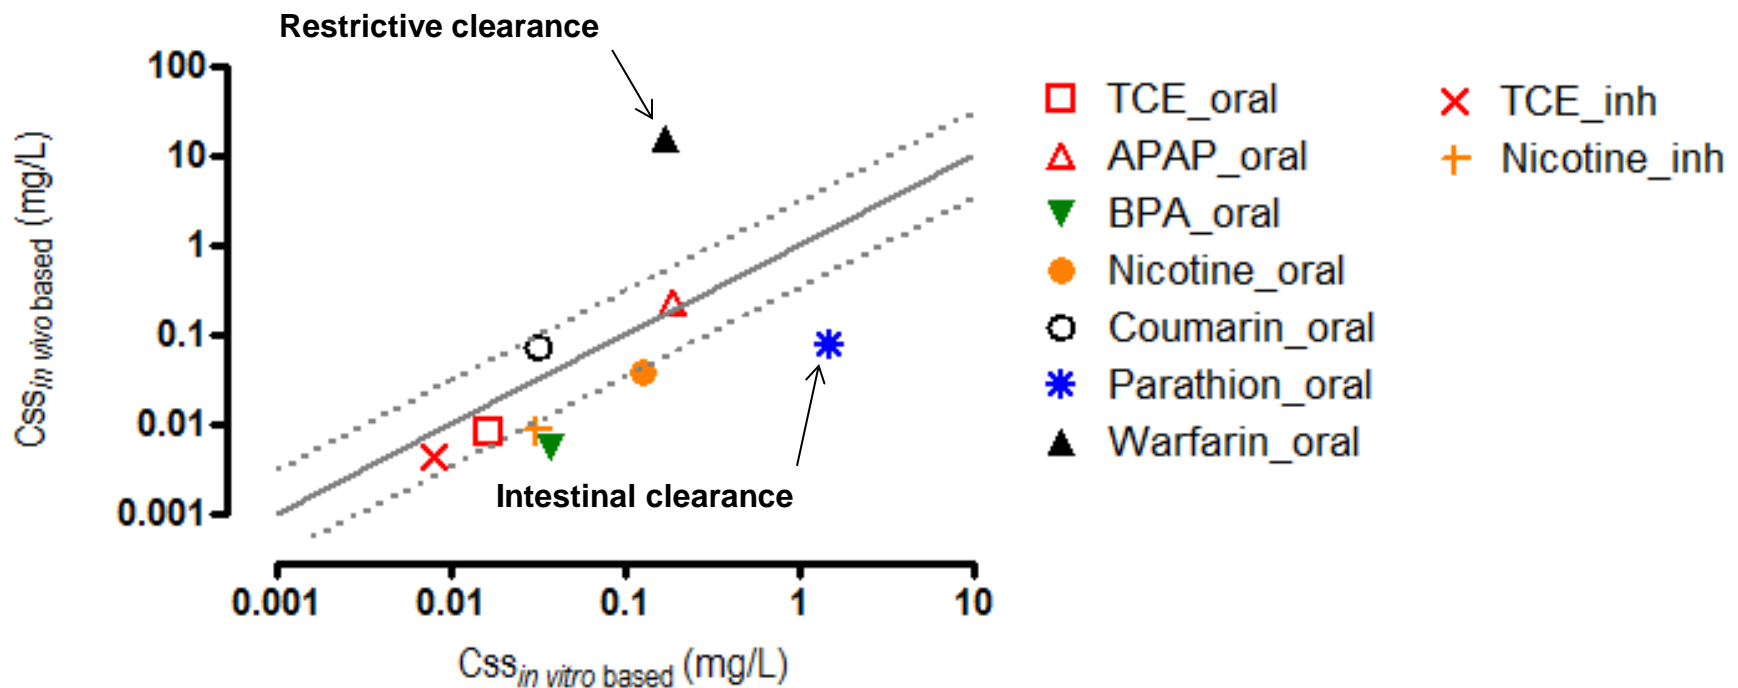 Restrictive clearance
100
10
1
0.1
0.01
0.001
Css in vivo based (mg/L)
Intestinal clearance
0.001
0.01
0.1
1
10
Css in vitro based (mg/L)
TCE_oral
APAP_oral
BPA_oral
Nicotine_oral
Coumarin_oral
Parathion_oral
Warfarin_oral
TCE_inh
Nicotine_inh